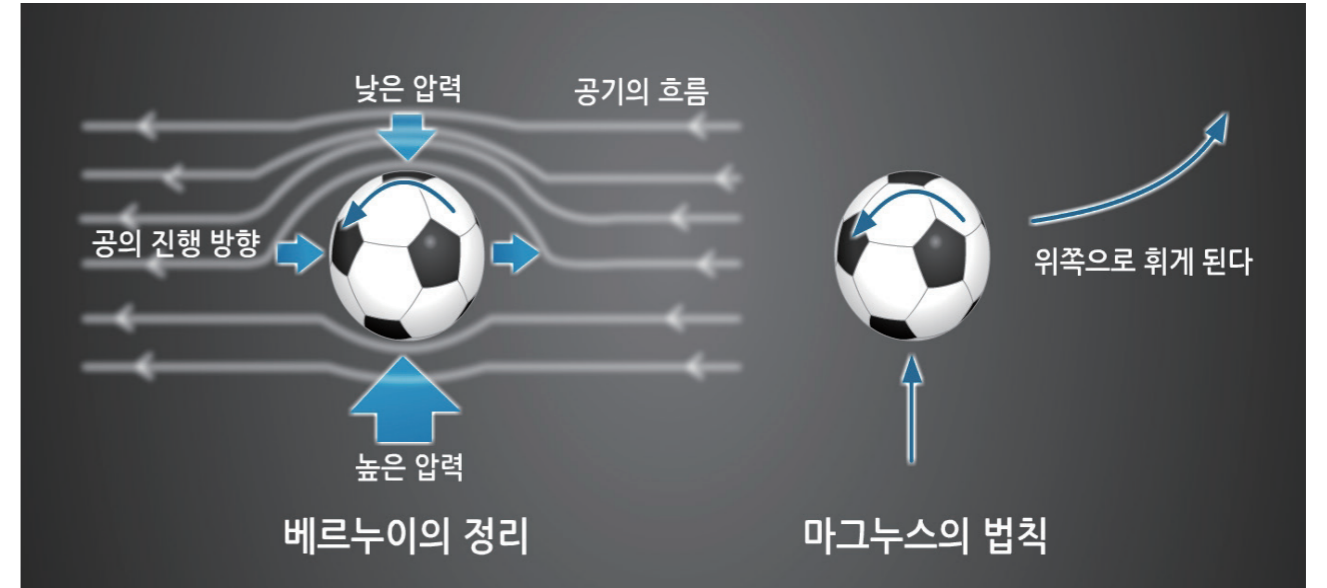 낮은 압력
공기의 흐름
공의 진행 방향
위쪽으로 휘게 된다
높은 압력
베르누이의 정리
마그누스의 법칙